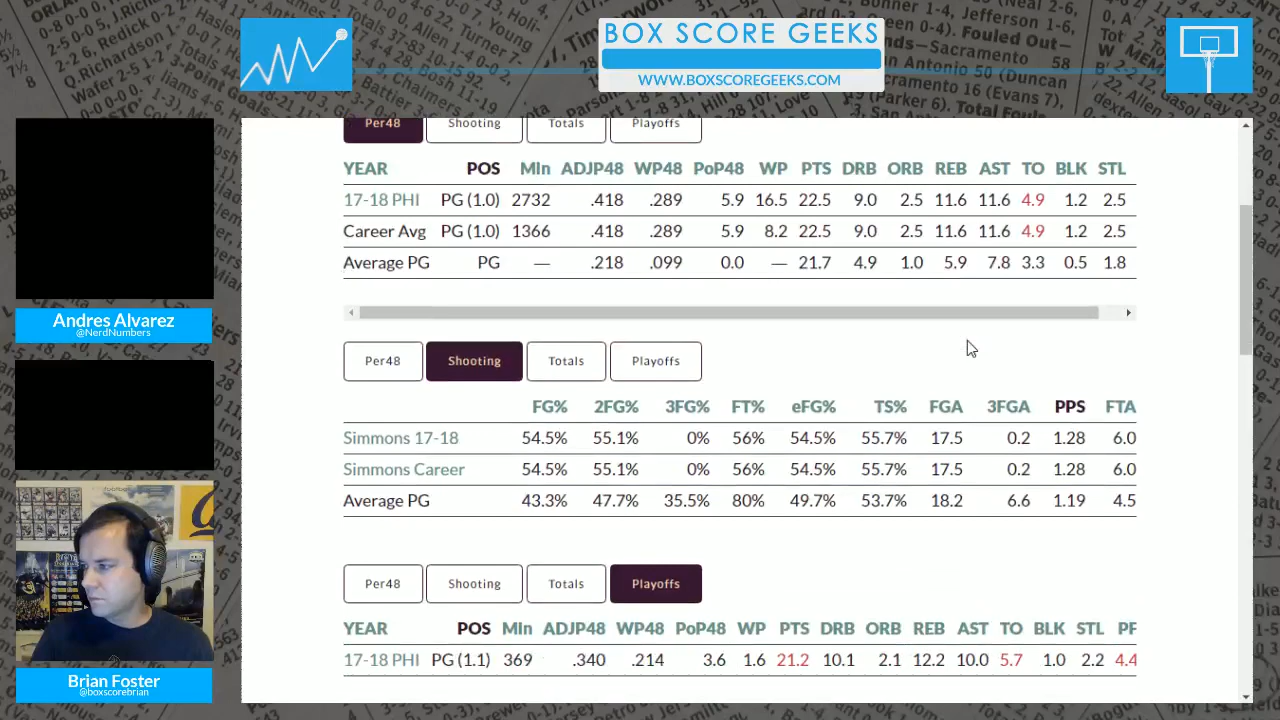 BOX SCORE GEEKS
WWW.BOXSCOREGEEKS.COM
Per48 Shooting Totals Playoffs
YEAR POS MIn ADJP48 WP48 PoP48 WP PTS DRB ORB REB AST TO BLK STL
17-18 PHI PG (1.0) 2732 .418 .289 5.9 16.5 22.5 9.0 2.5 11.6 11.6 4.9 1.2 2.5
Career Avg PG (1.0) 1366 .418 .289 5.9 8.2 22.5 9.0 2.5 11.6 11.6 4.9 1.2 2.5
Average PG PG — .218 .099 0.0 — 21.7 4.9 1.0 5.9 7.8 3.3 0.5 1.8
Per48 Shooting Totals Playoffs
FG% 2FG% 3FG% FT% eFG% TS% FGA 3FGA PPS FTA
Simmons 17-18 54.5% 55.1% 0% 56% 54.5% 55.7% 17.5 0.2 1.28 6.0
Simmons Career 54.5% 55.1% 0% 56% 54.5% 55.7% 17.5 0.2 1.28 6.0
Average PG 43.3% 47.7% 35.5% 80% 49.7% 53.7% 18.2 6.6 1.19 4.5
Per48 Shooting Totals Playoffs
YEAR POS MIn ADJP48 WP48 PoP48 WP PTS DRB ORB REB AST TO BLK STL PF
17-18 PHI PG (1.1) 369 .340 .214 3.6 1.6 21.2 10.1 2.1 12.2 10.0 5.7 1.0 2.2 4.4
Andres Alvarez
@NerdNumbers
Brian Foster
@boxscorebrian